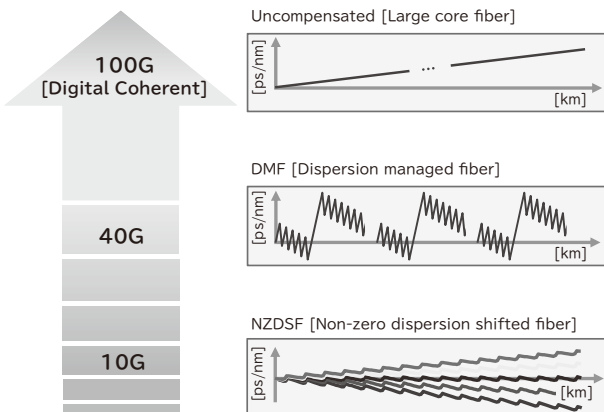 100G
[Digital Coherent]
40G
10G
Uncompensated [Large core fiber]
[ps/nm]
...
[km]
DMF [Dispersion managed fiber]
[ps/nm]
[km]
NZDSF [Non-zero dispersion shifted fiber]
[ps/nm]
[km]